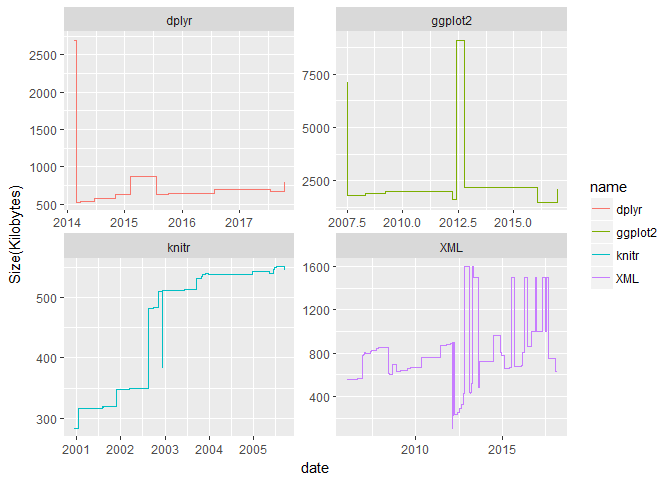 dplyr
ggplot2
2500
2000
1500
1000
500
7500
5000
2500
2014
2015
2016
2017
2007.5
2010.0
2012.5
2015.0
Size(Kilobytes)
knitr
XML
500
400
300
1600
1200
800
400
2001
2002
2003
2004
2005
2010
2015
date
name
dplyr
ggplot2
knitr
XML